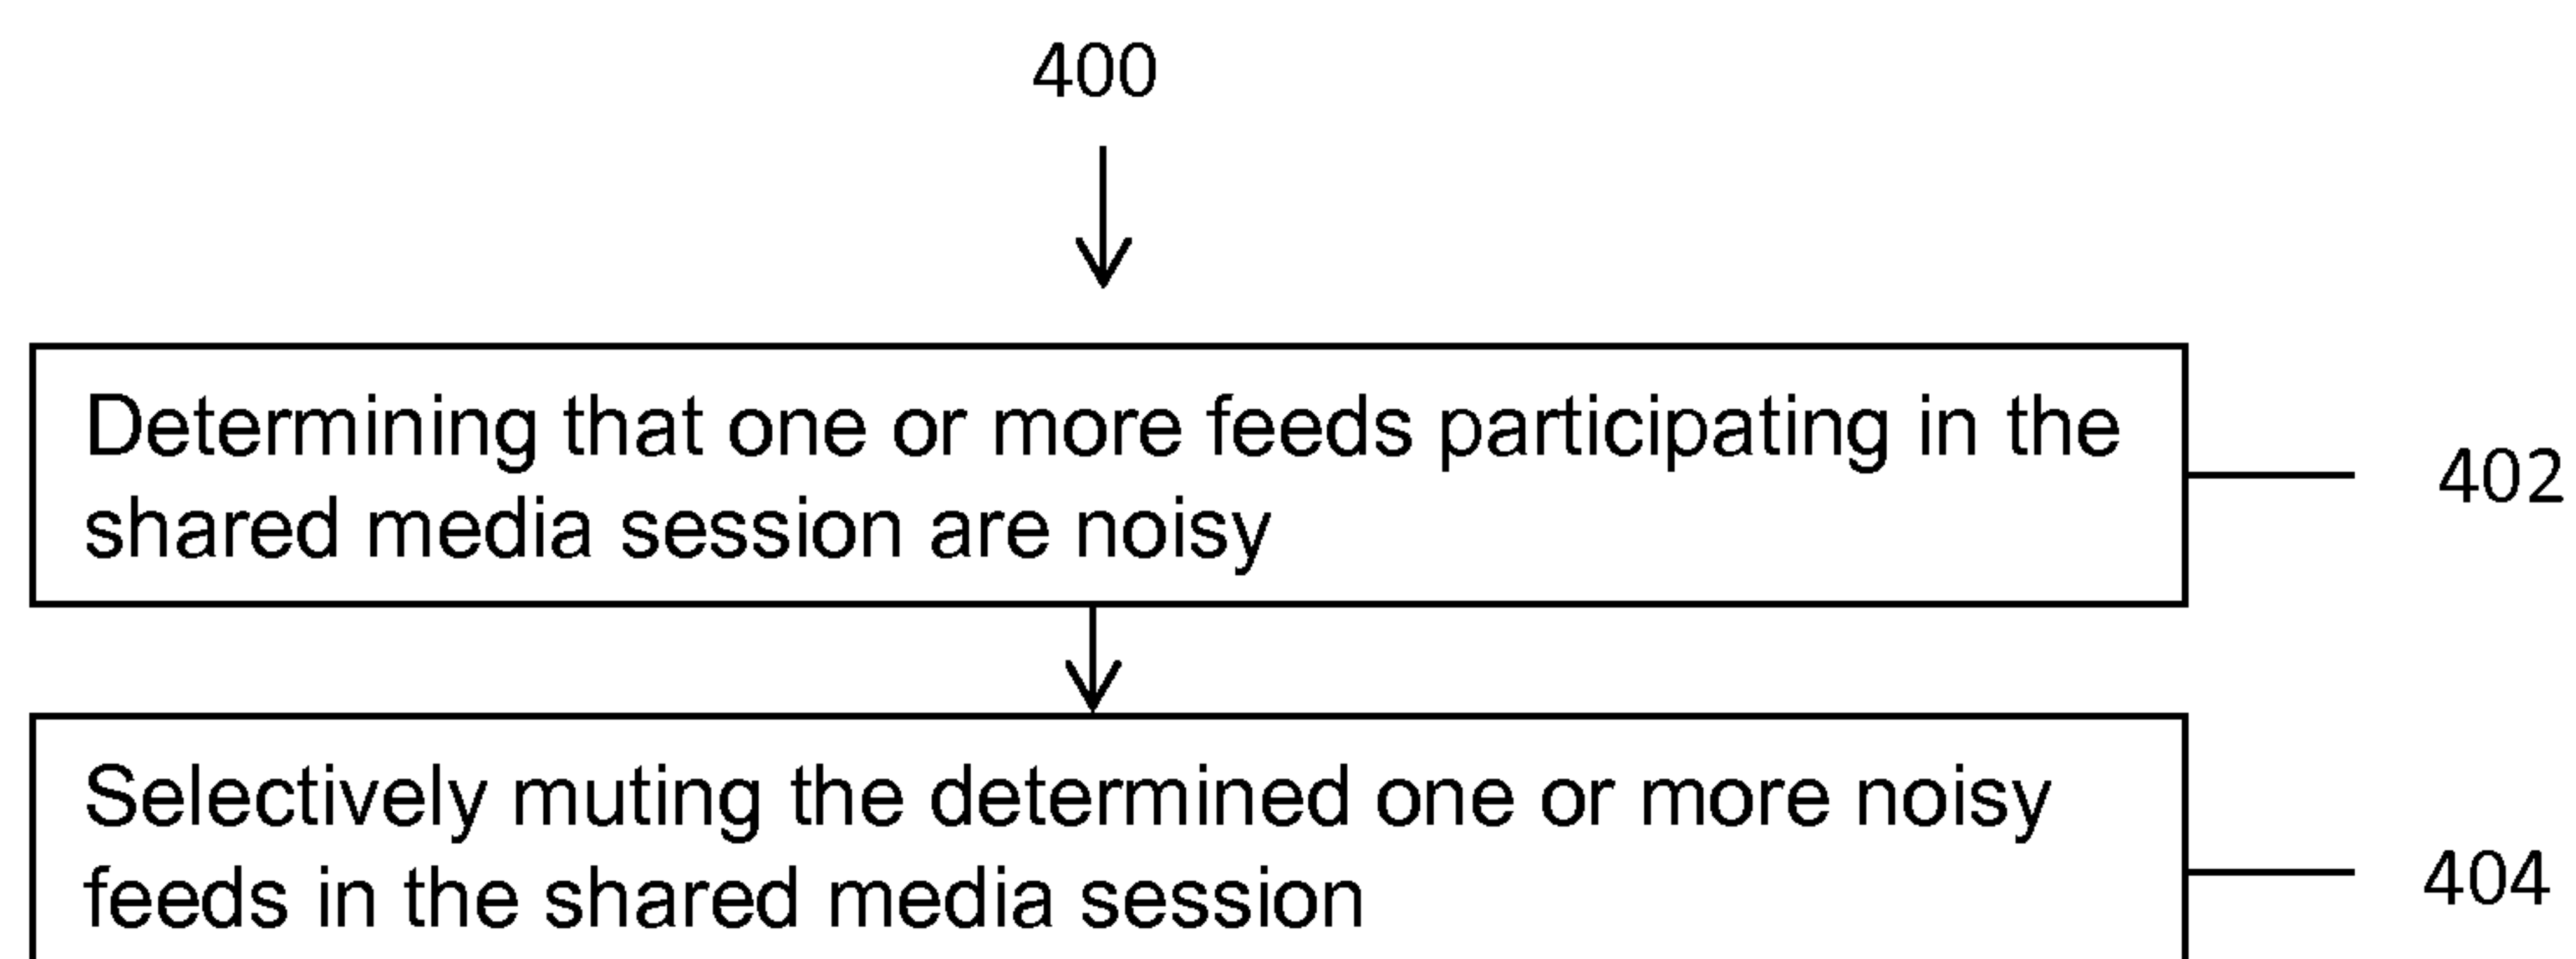 400
Determining that one or more feeds participating in the
shared media session are noisy
402
Selectively muting the determined one or more noisy
feeds in the shared media session
404